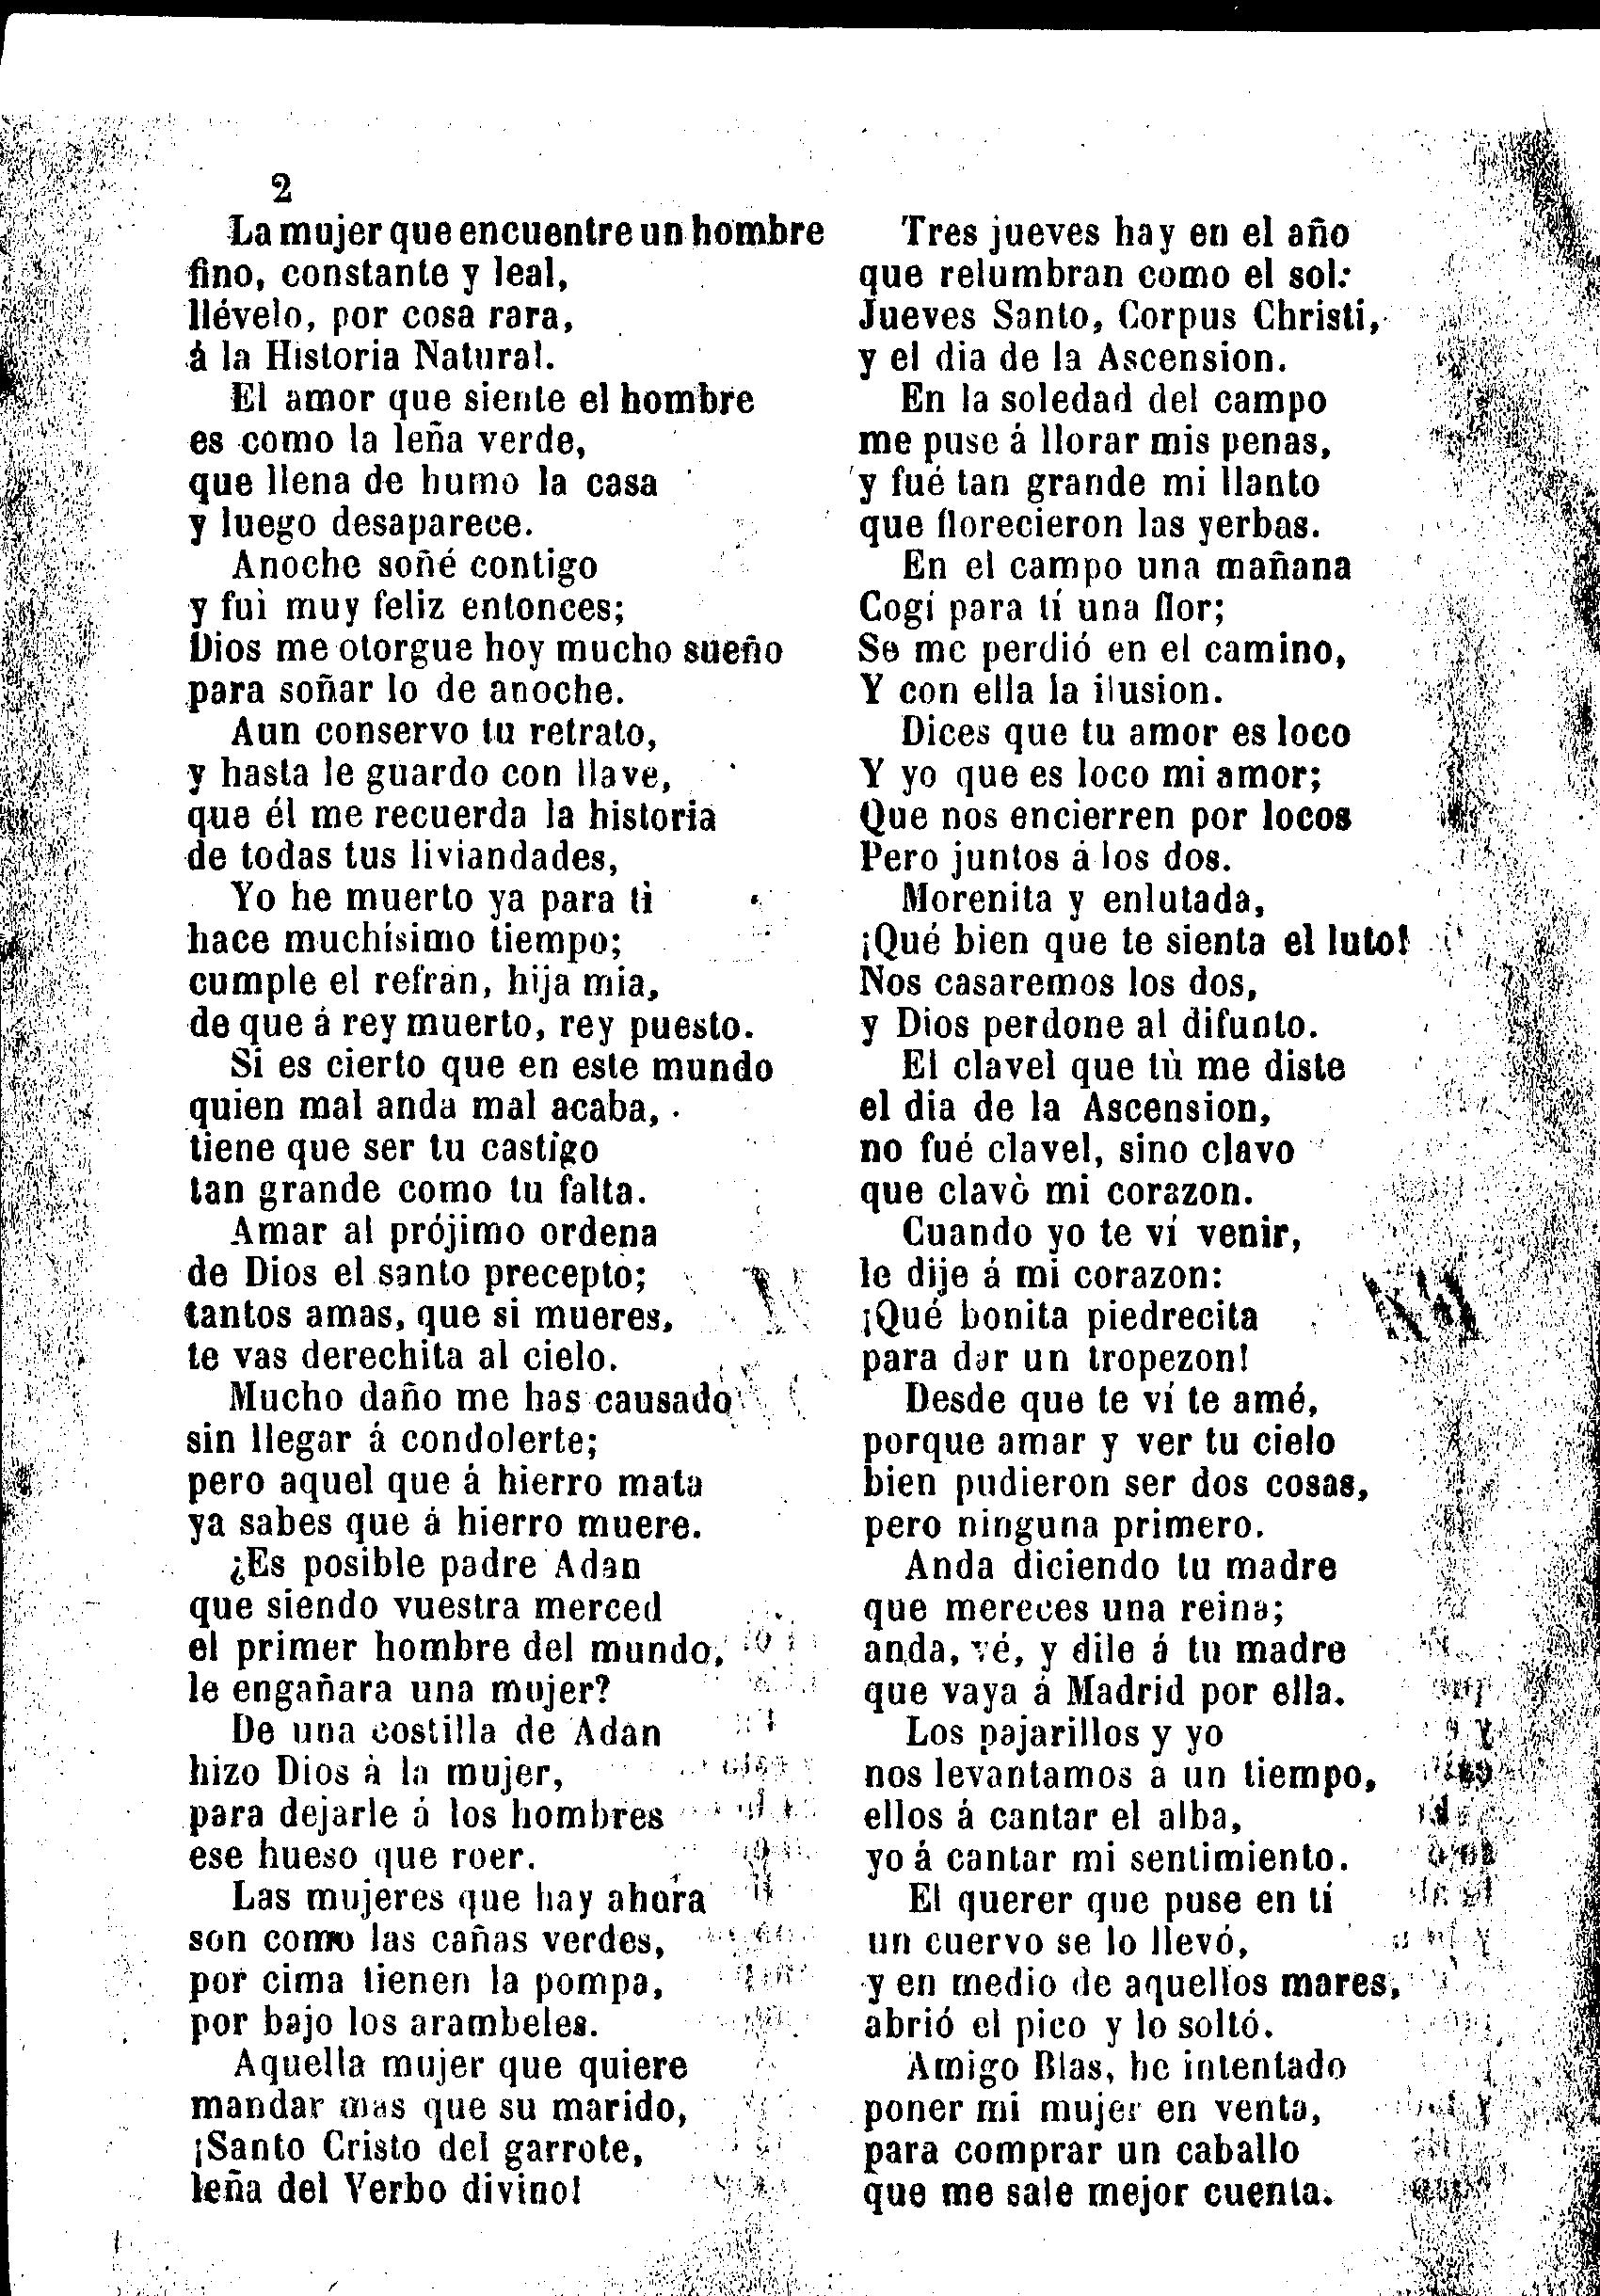 2
La mujer que encuentre un hombre
fino, constante y leal,
llévelo, por cosa rara,
á la Historia Natural.
El amor que siente el hombre
es como la leña verde,
que llena de humo la casa
y luego desaparece.
Anoche soñé contigo
y fui muy feliz entonces;
Dios me otorgue hoy mucho sueño
para soñar lo de anoche.
Aun conservo tu retrato,
y hasta le guardo con llave,
que él me recuerda la historia
de todas tus liviandades,
Yo he muerto ya para ti
hace muchisimo tiempo;
cumple el refran, hija mia,
de que á rey muerto, rey puesto.
Si es cierto que en este mundo
quien mal anda mal acaba,
tiene que ser tu castigo
tan grande como tu falta.
Amar al prójimo ordena
de Dios el santo precepto;
tantos amas, que si mueres,
te vas derechita al cielo.
Mucho daño me has causado
sin llegar á condolerte;
pero aquel que á hierro mata
ya sabes que á hierro muere.
¿Es posible padre Adan
que siendo vuestra merced
el primer hombre del mundo,
le engañara una mujer?
De una costilla de Adan
hizo Dios à la mujer,
para dejarle á los hombres
ese hueso que roer.
Las mujeres que hay ahora
son como las cañas verdes,
por cima tienen la pompa,
por bajo los arambeles.
Aquella mujer que quiere
mandar mas que su marido,
¡Santo Cristo del garrote,
leña del Verbo divino!
Tres jueves hay en el año
que relumbran como el sol:
Jueves Santo, Corpus Christi,
y el dia de la Ascension.
En la soledad del campo
me puse á llorar mis penas,
y fué tan grande mi llanto
que florecieron las yerbas.
En el campo una mañana
Cogí para tí una flor;
Se me perdió en el camino,
Y con ella la ilusion.
Dices que tu amor es loco
Y yo que es loco mi amor;
Que nos encierren por locos
Pero juntos á los dos.
Morenita y enlutada,
¡Qué bien que te sienta el luto!
Nos casaremos los dos,
y Dios perdone al difunto.
El clavel que tù me diste
el dia de la Ascension,
no fué clavel, sino clavo
que clavò mi corazon.
Cuando yo te ví venir,
le dije á mi corazon:
¡Qué bonita piedrecita
para dar un tropezon!
Desde que te ví te amé,
porque amar y ver tu cielo
bien pudieron ser dos cosas,
pero ninguna primero.
Anda diciendo tu madre
que mereces una reina;
anda, vé, y dile á tu madre
que vaya á Madrid por ella.
Los pajarillos y yo
nos levantamos á un tiempo,
ellos á cantar el alba,
yo á cantar mi sentimiento.
El querer que puse en tí
un cuervo se lo llevó,
y en medio de aquellos mares,
abrió el pico y lo soltó.
Amigo Blas, he intentado
poner mi mujer en venta,
para comprar un caballo
que me sale mejor cuenta.